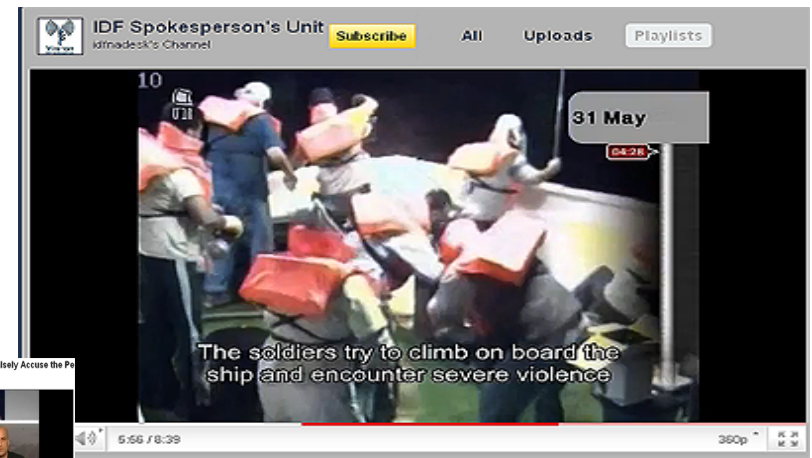 IDF Spokesperson's Unit
idfnadesk's Channel
Subscribe
All
Uploads
Playlists
10
31 May
04:28
The soldiers try to climb on board the
ship and encounter severe violence
sely Accuse the Pe
5:56 / 8:39
360p